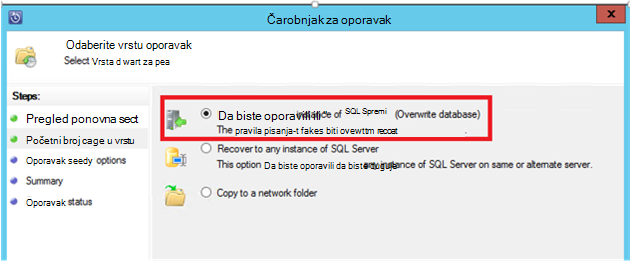 Čarobnjak za oporavak
Odaberite vrstu oporavak
Select Vrsta d wart za pea
Steps:
Pregled ponovna sect
Početni broj cage u vrstu
Oporavak seedy options
Summary
Oporavak status
Da biste oporavili ili" instance of SQL Spremi (Overwrite database)
The pravila pisanja-t fakes biti ovewttm reccat .
Recover to any instance of SQL Server
This option Da biste oporavili da biste any instance of SQL Server on same or alternate server.
Copy to a network folder